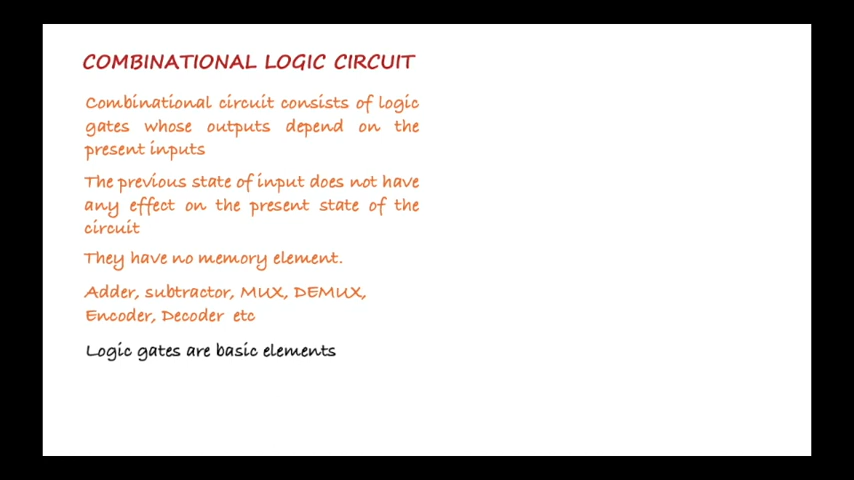 COMBINATIONAL LOGIC CIRCUIT
Combinational circuit consists of logic
gates whose outputs depend on the
present inputs
The previous state of input does not have
any effect on the present state of the
circuit
They have no memory element.
Adder, subtractor, MUX, DEMUX,
Encoder, Decoder etc
Logic gates are basic elements